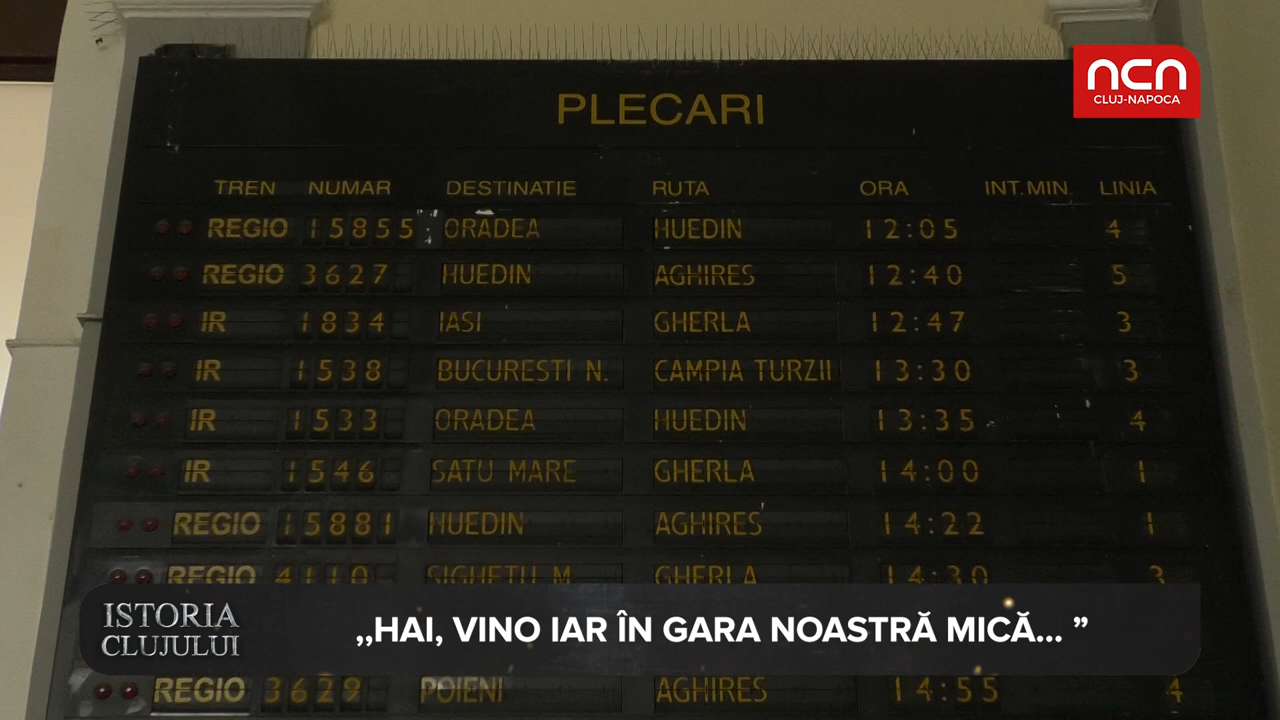 ncn
CLUJ-NAPOCA
PLECARI
TREN NUMAR DESTINATIE RUTA ORA INT.MIN. LINIA
REGIO 15855 ORADEA HUEDIN 12:05 4
REGIO 3627 HUEDIN AGHIRES 12:40 5
IR 1834 IASI GHERLA 12:47 3
IR 1538 BUCURESTI N. CAMPIA TURZII 13:30 3
IR 1533 ORADEA HUEDIN 13:35 4
IR 1546 SATU MARE GHERLA 14:00 1
REGIO 15881 HUEDIN AGHIRES 14:22 1
REGIO 4110 SIGHETU M. GHERLA 14:30 3
ISTORIA
CLUJULUI
,,HAI, VINO IAR ÎN GARA NOASTRĂ MICĂ... ”
REGIO 3629 POIENI AGHIRES 14:55 4